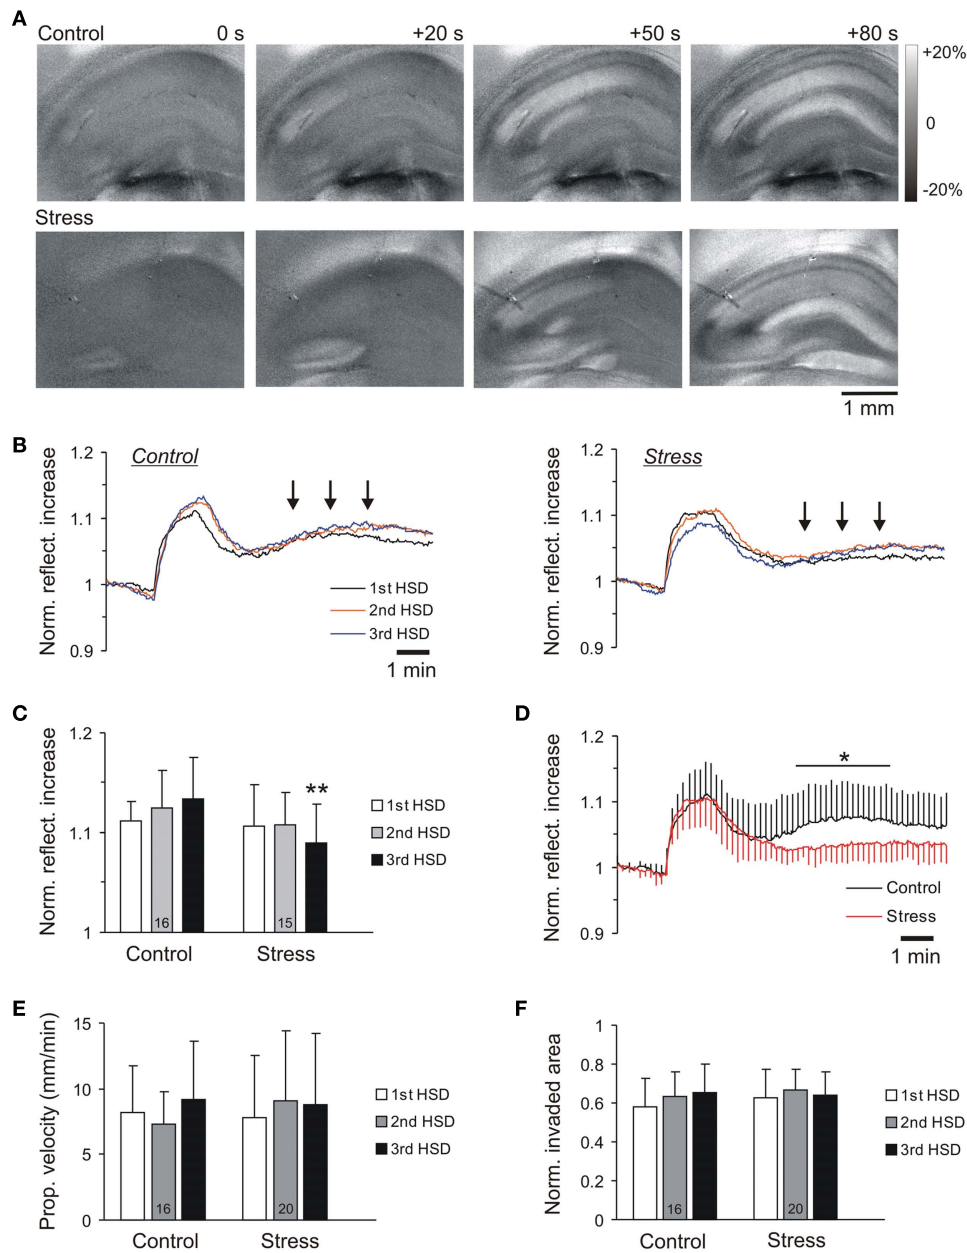 A
Control 0 s +20 s +50 s +80 s
+20%
0
-20%
Stress
1 mm
B
Norm. reflect. increase
1.2
1.1
1
0.9
Control
1st HSD
2nd HSD
3rd HSD
1 min
Norm. reflect. increase
1.2
1.1
1
0.9
Stress
C
Norm. reflect. increase
1.2
1.1
1
**
16
15
Control
Stress
1st HSD
2nd HSD
3rd HSD
D
Norm. reflect. increase
1.2
1.1
1
0.9
*
Control
Stress
1 min
E
Prop. velocity (mm/min)
15
10
5
0
16
20
Control
Stress
1st HSD
2nd HSD
3rd HSD
F
Norm. invaded area
1
0.8
0.6
0.4
0.2
0
16
20
Control
Stress
1st HSD
2nd HSD
3rd HSD